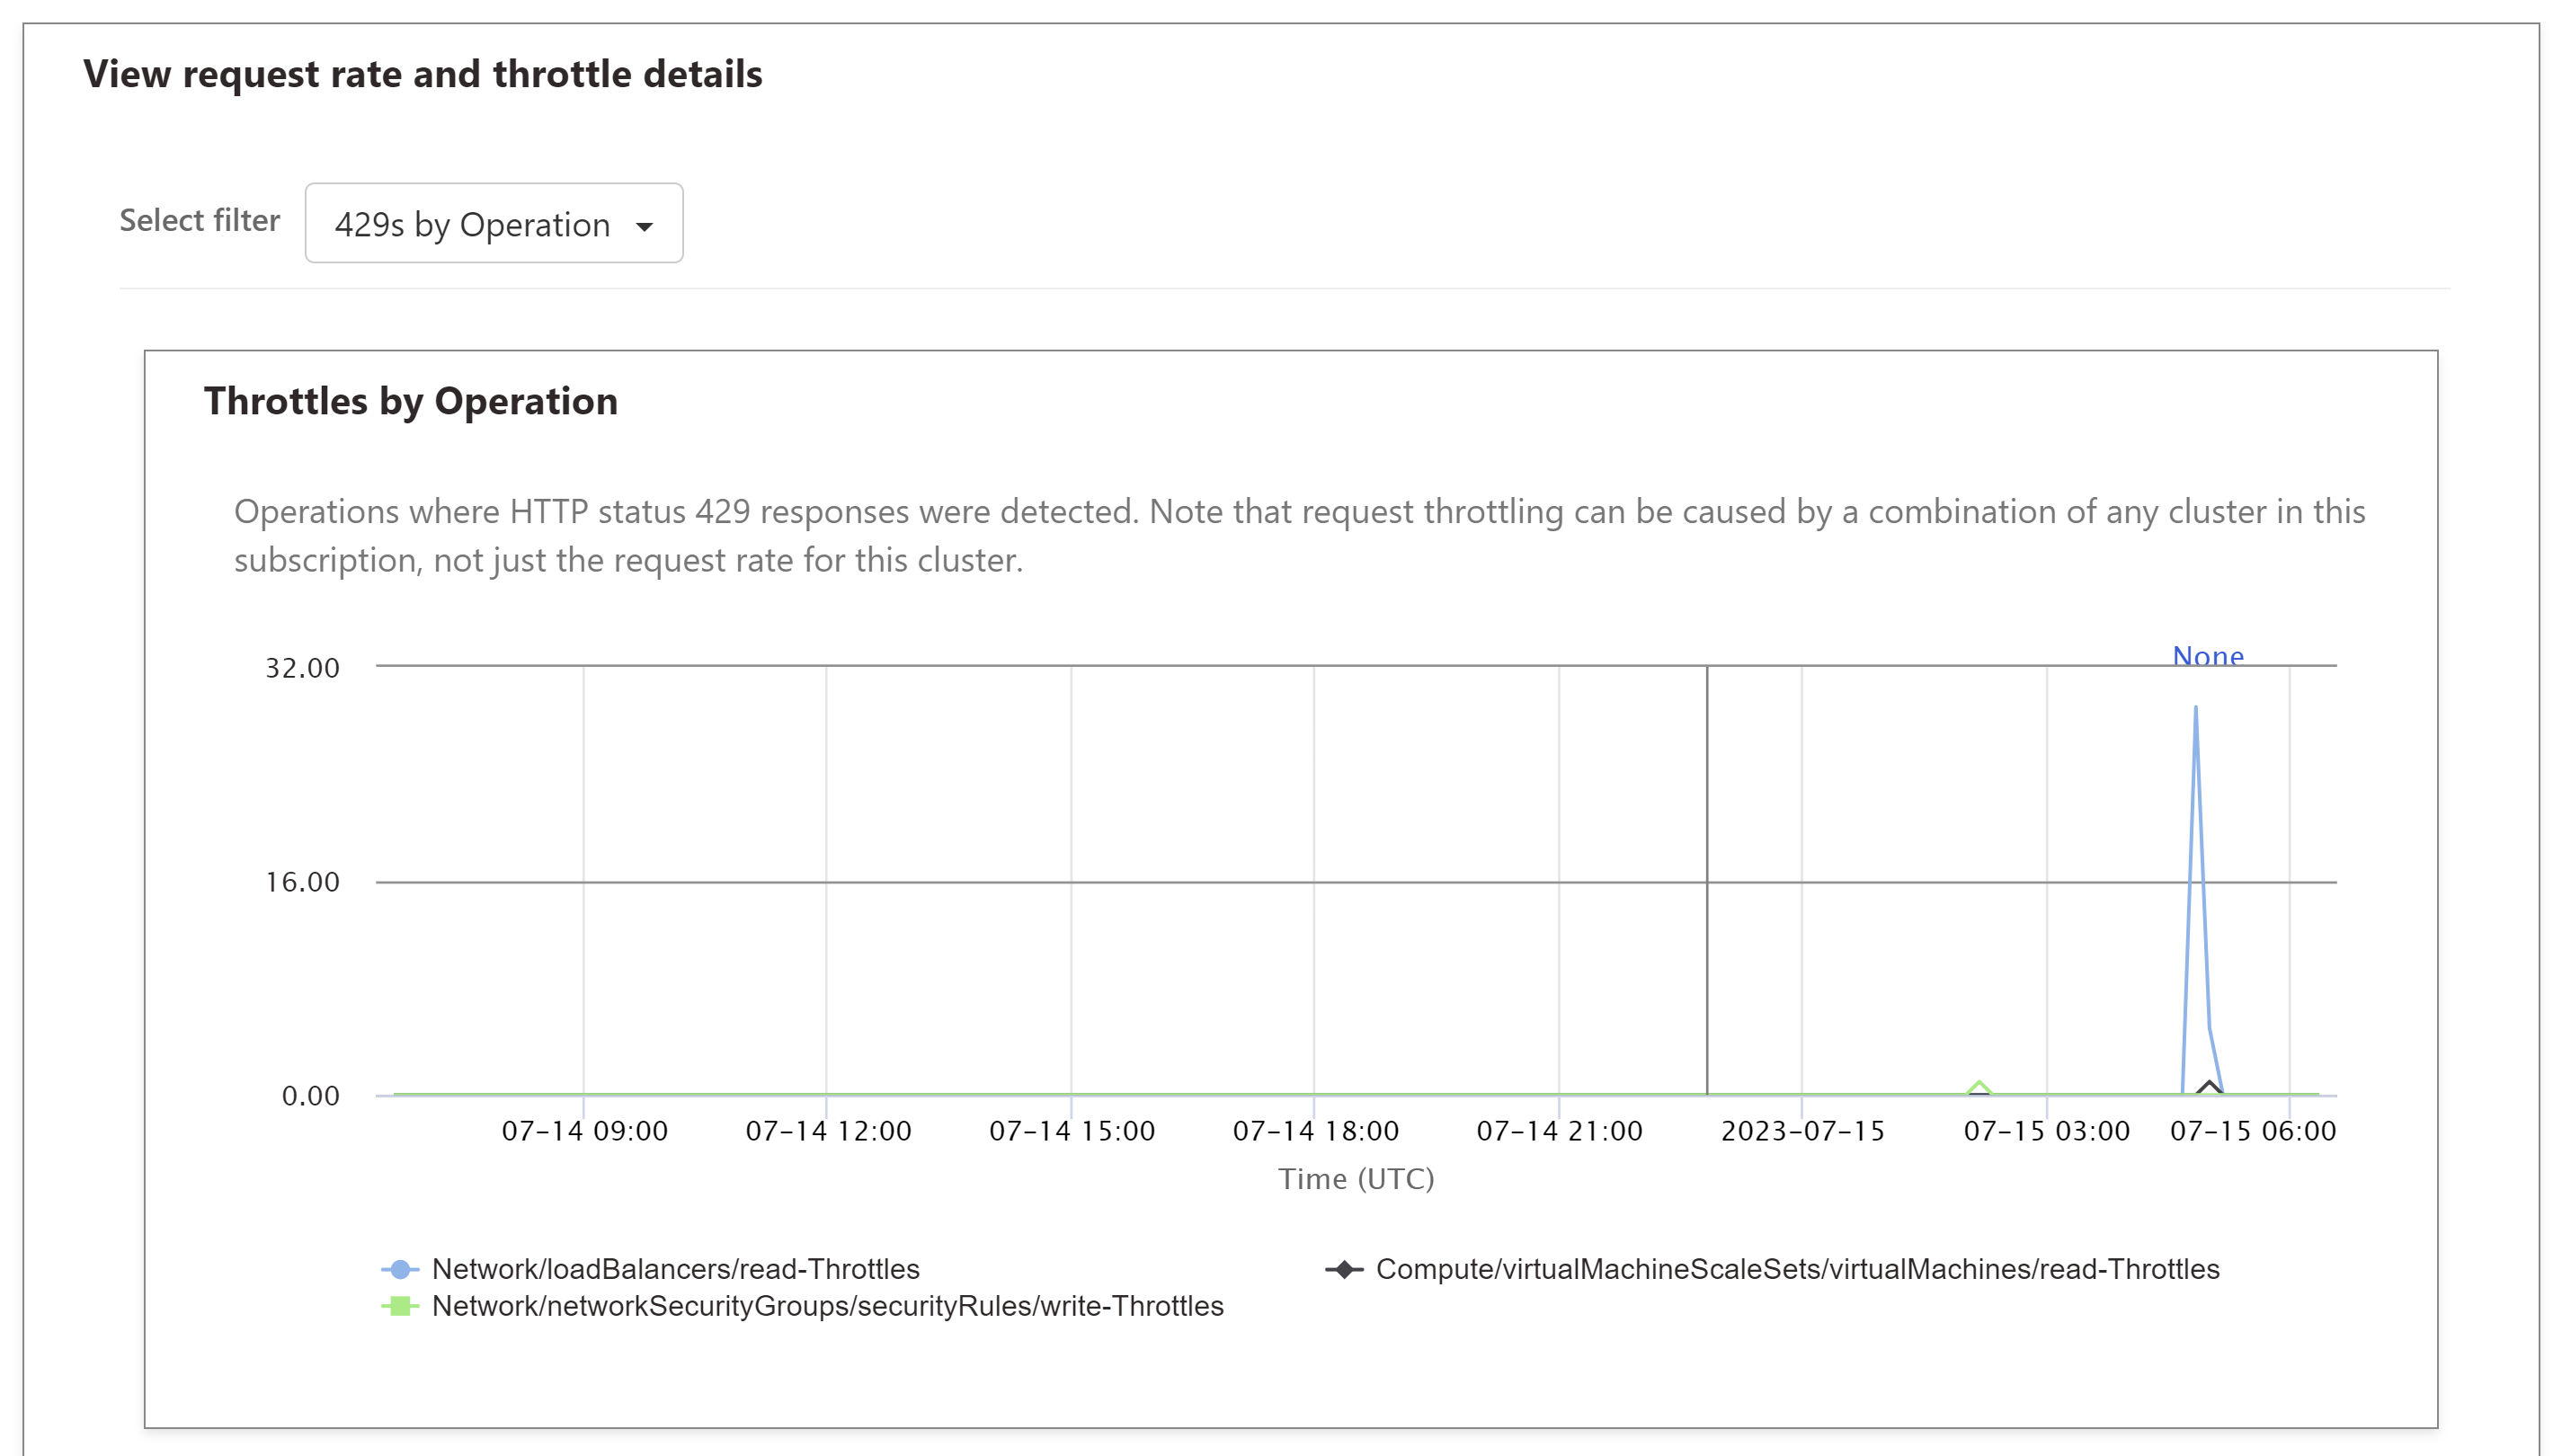 View request rate and throttle details
Select filter 429s by Operation
Throttles by Operation
Operations where HTTP status 429 responses were detected. Note that request throttling can be caused by a combination of any cluster in this
subscription, not just the request rate for this cluster.
None
32.00
16.00
0.00
07-14 09:00 07-14 12:00 07-14 15:00 07-14 18:00 07-14 21:00 2023-07-15 07-15 03:00 07-15 06:00
Time (UTC)
Network/loadBalancers/read-Throttles Compute/virtualMachineScaleSets/virtualMachines/read-Throttles
Network/networkSecurityGroups/securityRules/write-Throttles